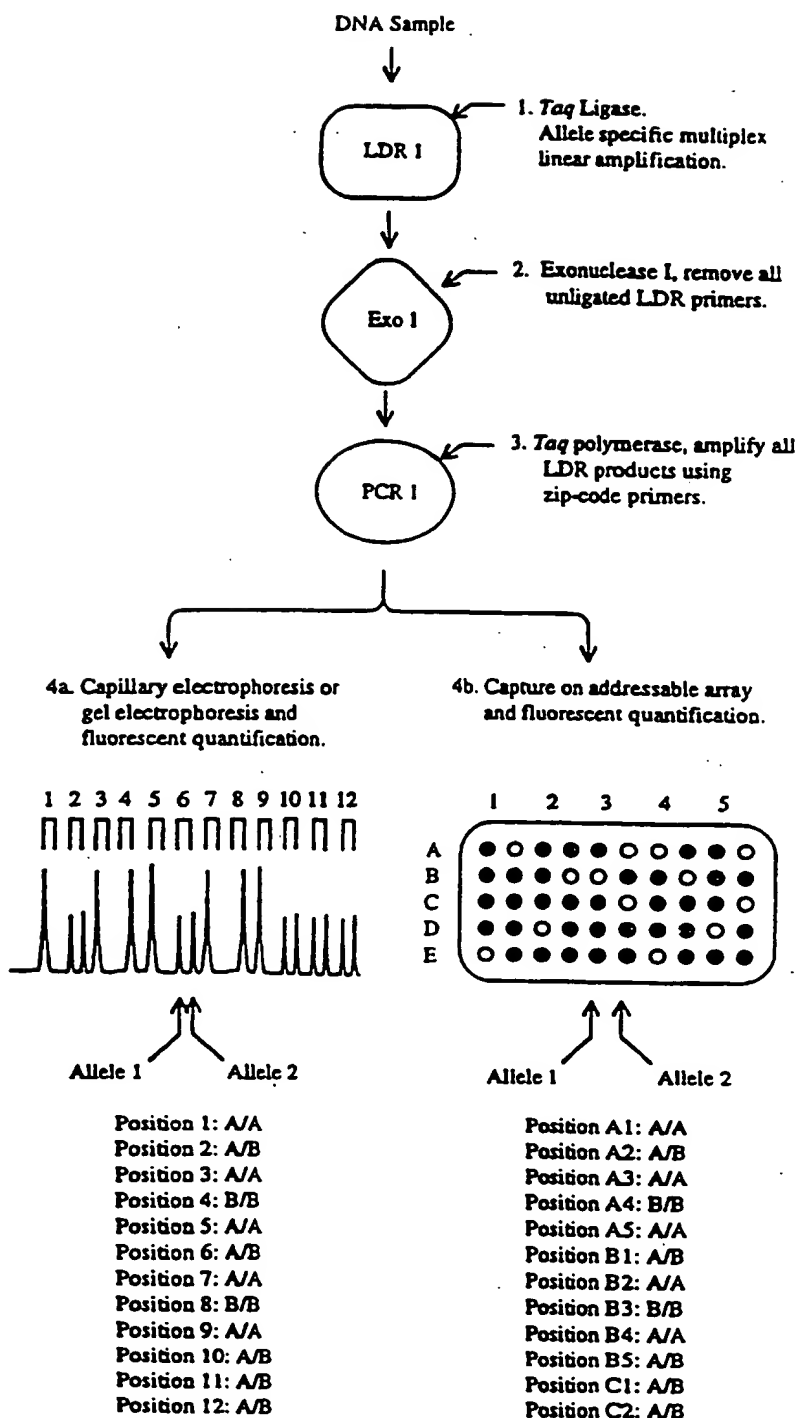 DNA Sample
LDR 1
1. Taq Ligase.
Allele specific multiplex
linear amplification.
Exo 1
2. Exonuclease I, remove all
unligated LDR primers.
PCR 1
3. Taq polymerase, amplify all
LDR products using
zip-code primers.
4a. Capillary electrophoresis or
gel electrophoresis and
fluorescent quantification.
1 2 3 4 5 6 7 8 9 10 11 12
Allele 1 Allele 2
Position 1: A/A
Position 2: A/B
Position 3: A/A
Position 4: B/B
Position 5: A/A
Position 6: A/B
Position 7: A/A
Position 8: B/B
Position 9: A/A
Position 10: A/B
Position 11: A/B
Position 12: A/B
4b. Capture on addressable array
and fluorescent quantification.
1 2 3 4 5
A
B
C
D
E
Allele 1 Allele 2
Position A1: A/A
Position A2: A/B
Position A3: A/A
Position A4: B/B
Position A5: A/A
Position B1: A/B
Position B2: A/A
Position B3: B/B
Position B4: A/A
Position B5: A/B
Position C1: A/B
Position C2: A/B